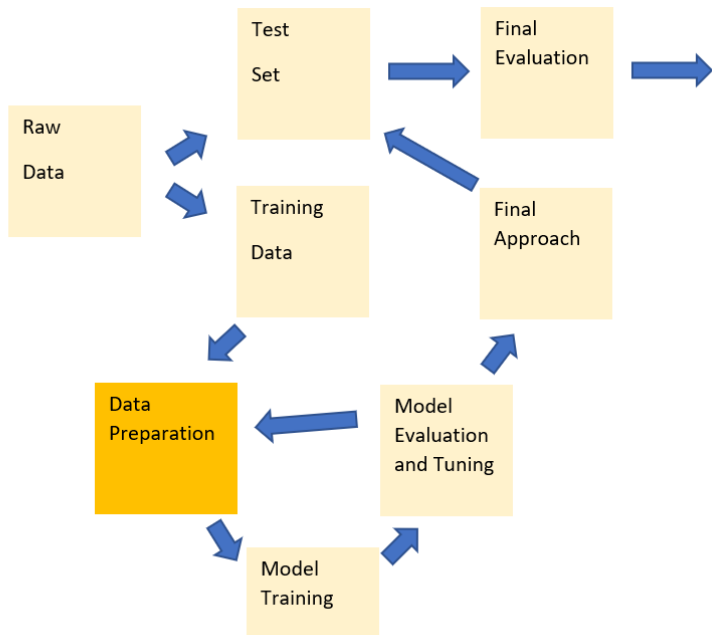 Test
Set
Final
Evaluation
Raw
Data
Training
Data
Final
Approach
Data
Preparation
Model
Evaluation
and Tuning
Model
Training